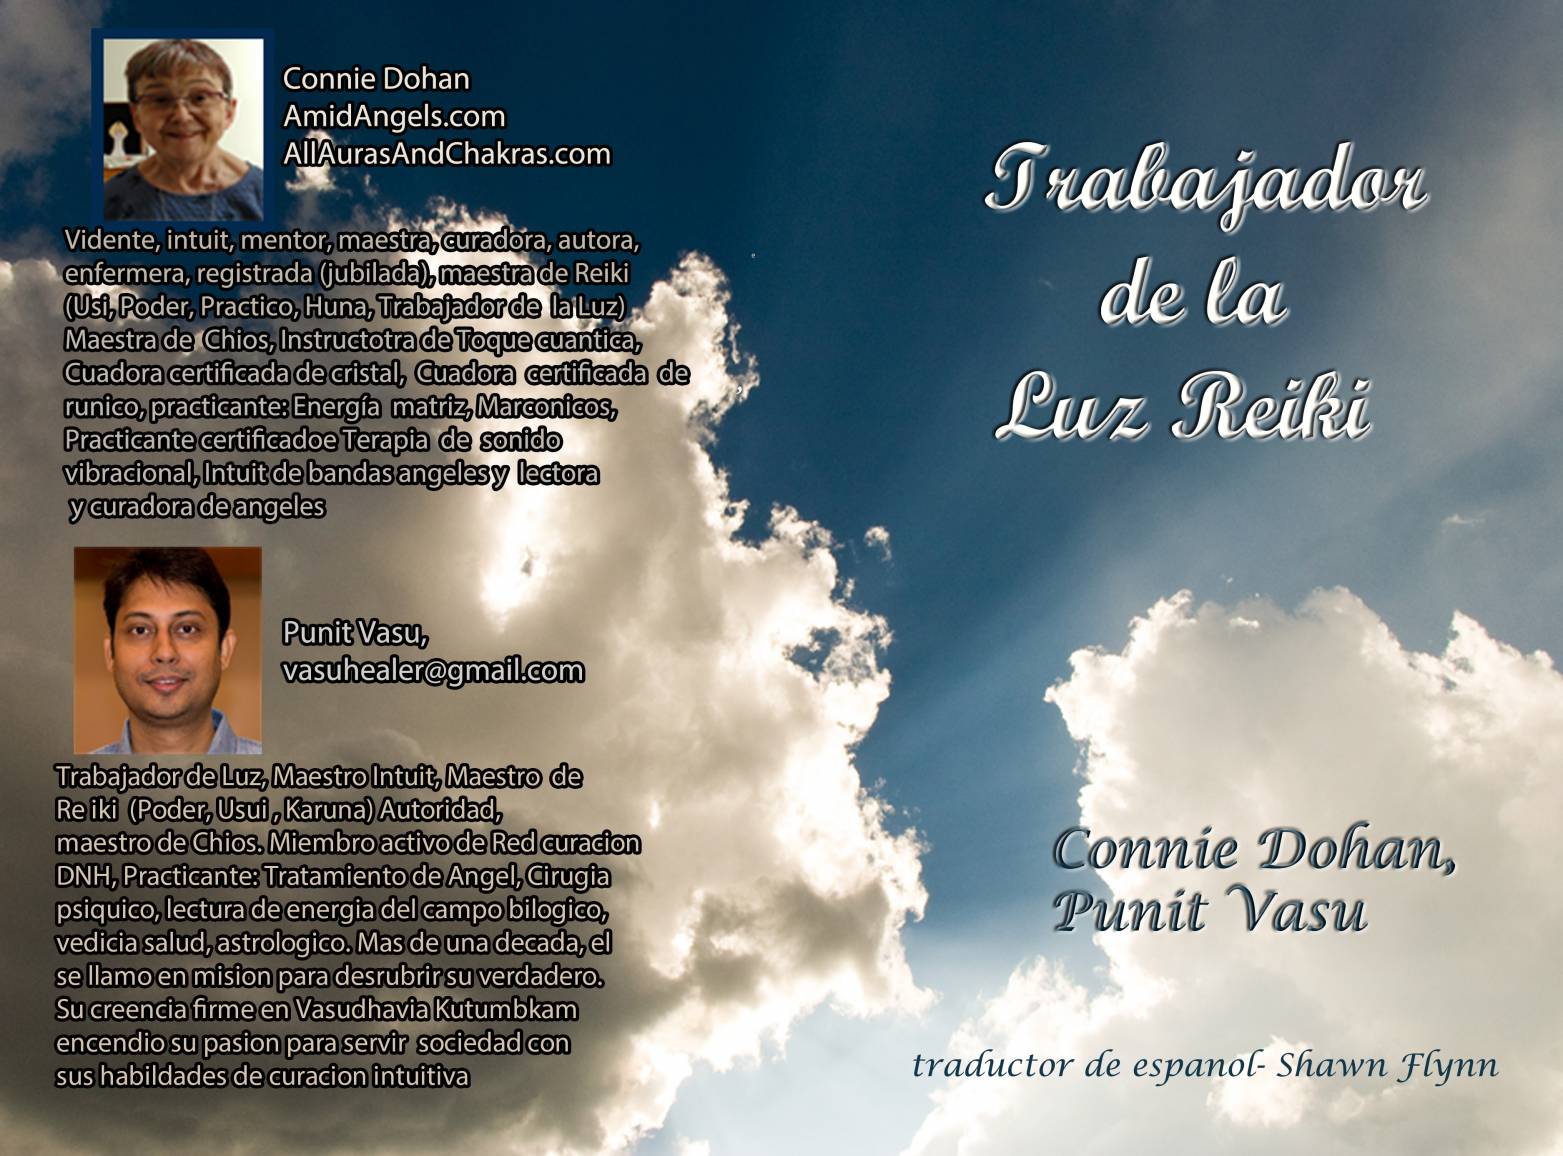 Connie Dohan
AmidAngels.com
AllAurasAndChakras.com
Vidente, intuit, mentor, maestra, curadora, autora,
enfermera, registrada (jubilada), maestra de Reiki
(Usi, Poder, Practico, Huna, Trabajador de la Luz)
Maestra de Chios, Instructotra de Toque cuantica,
Cuadora certificada de cristal, Cuadora certificada de
runico, practicante: Energía matriz, Marconicos,
Practicante certificadoe Terapia de sonido
vibracional, Intuit de bandas angeles y lectora
y curadora de angeles
Punit Vasu,
vasuhealer@gmail.com
Trabajador de Luz, Maestro Intuit, Maestro de
Re iki (Poder, Usui , Karuna) Autoridad,
maestro de Chios. Miembro activo de Red curacion
DNH, Practicante: Tratamiento de Angel, Cirugia
psiquico, lectura de energia del campo bilogico,
vedicia salud, astrologico. Mas de una decada, el
se llamo en mision para desrubrir su verdadero.
Su creencia firme en Vasudhavia Kutumbkam
encendio su pasion para servir sociedad con
sus habildades de curacion intuitiva
Trabajador
de la
Luz Reiki
Connie Dohan,
Punit Vasu
traductor de espanol- Shawn Flynn